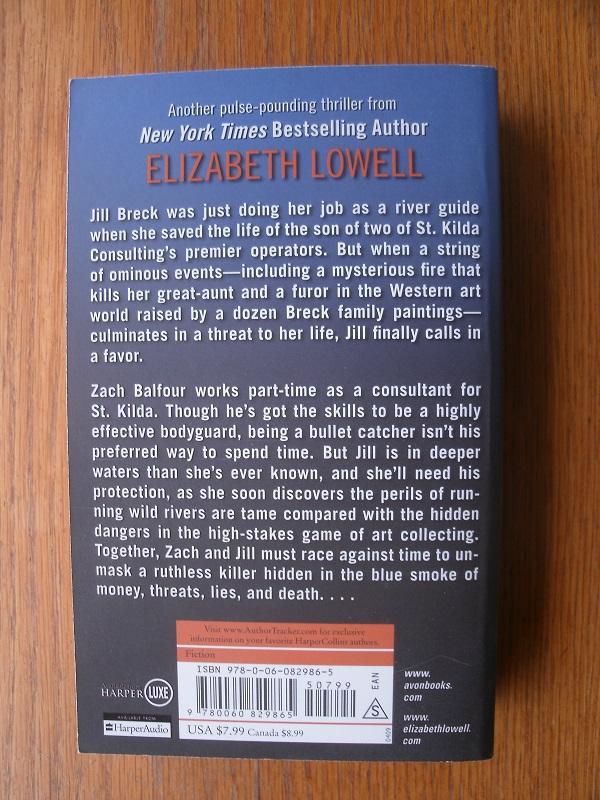 Another pulse-pounding thriller from
New York Times Bestselling Author
ELIZABETH LOWELL
Jill Breck was just doing her job as a river guide
when she saved the life of the son of two of St. Kilda
Consulting's premier operators. But when a string
of ominous events—including a mysterious fire that
kills her great-aunt and a furor in the Western art
world raised by a dozen Breck family paintings—
culminates in a threat to her life, Jill finally calls in
a favor.
Zach Balfour works part-time as a consultant for
St. Kilda. Though he's got the skills to be a highly
effective bodyguard, being a bullet catcher isn't his
preferred way to spend time. But Jill is in deeper
waters than she's ever known, and she'll need his
protection, as she soon discovers the perils of run-
ning wild rivers are tame compared with the hidden
dangers in the high-stakes game of art collecting.
Together, Zach and Jill must race against time to un-
mask a ruthless killer hidden in the blue smoke of
money, threats, lies, and death. . . .
Visit www.AuthorTracker.com for exclusive
information on your favorite HarperCollins authors.
Fiction
ISBN 978-0-06-082986-5
50799
EAN
S
9 780060 829865
USA $7.99 Canada $8.99
0409
HARPER LUXE
AVAILABLE FROM
HarperAudio
www.
avonbooks.
com
www.
elizabethlowell.
com